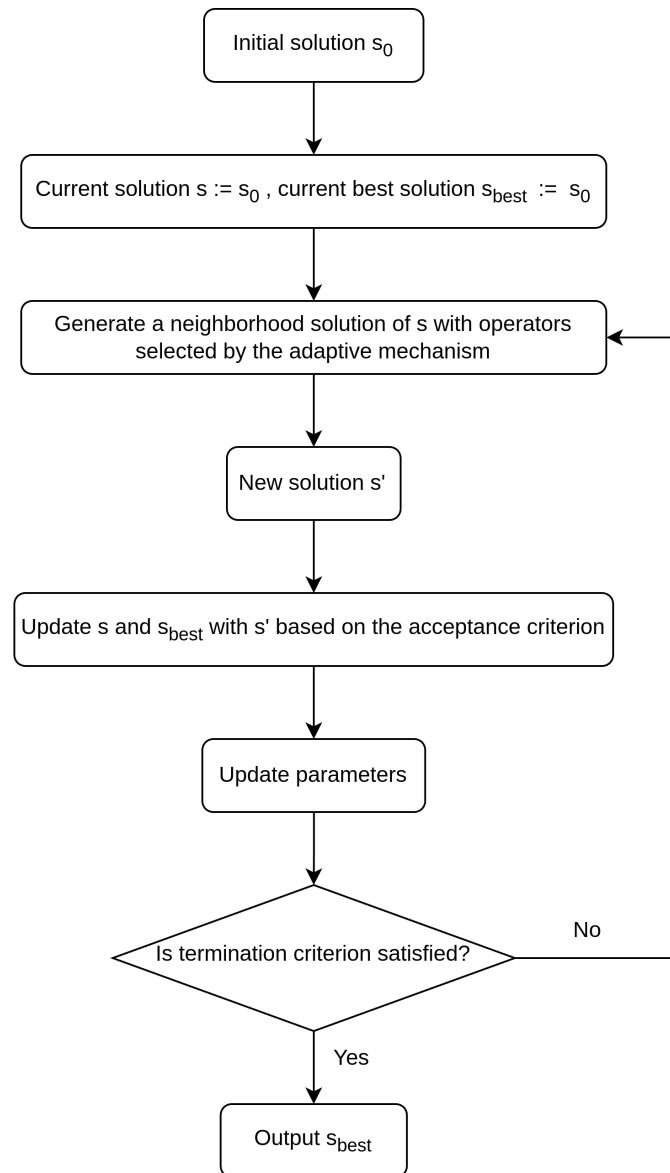 Initial solution s0
Current solution s := s0 , current best solution sbest := s0
Generate a neighborhood solution of s with operators
selected by the adaptive mechanism
New solution s'
Update s and sbest with s' based on the acceptance criterion
Update parameters
Is termination criterion satisfied?
No
Yes
Output sbest